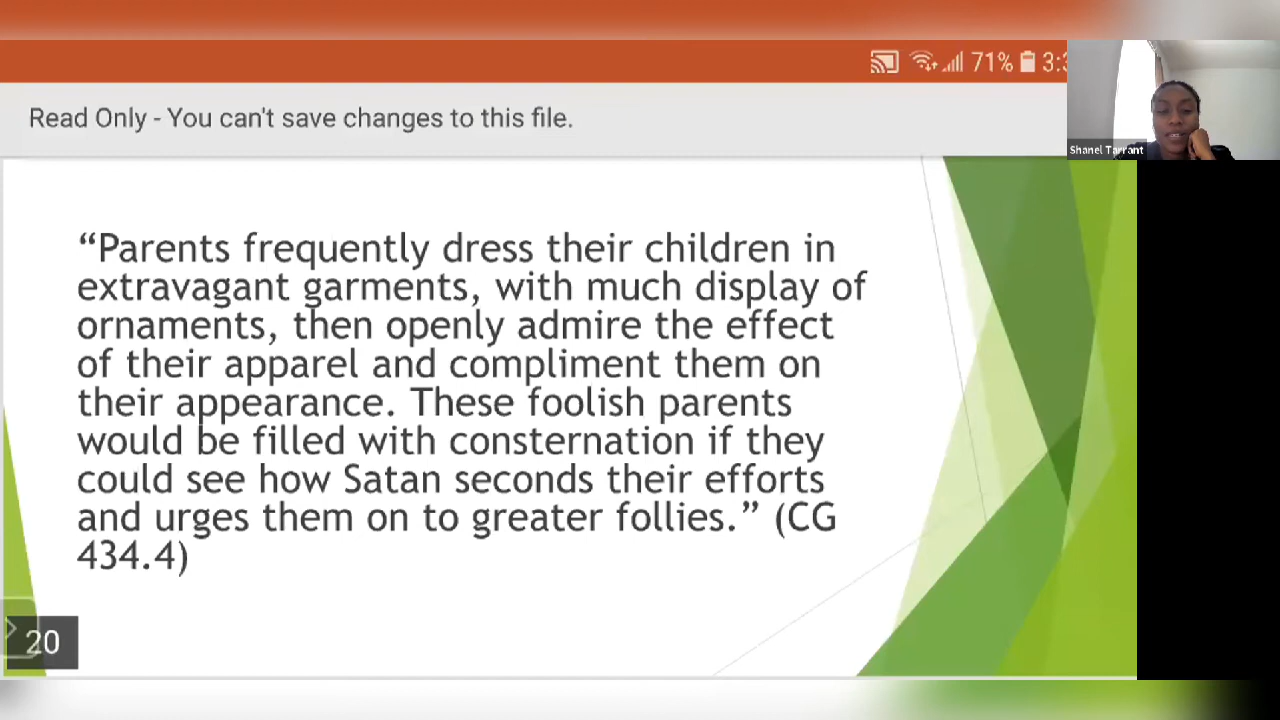 71% 3:3
Read Only - You can't save changes to this file.
Shanel Tarrant
“Parents frequently dress their children in
extravagant garments, with much display of
ornaments, then openly admire the effect
of their apparel and compliment them on
their appearance. These foolish parents
would be filled with consternation if they
could see how Satan seconds their efforts
and urges them on to greater follies.” (CG
434.4)
20